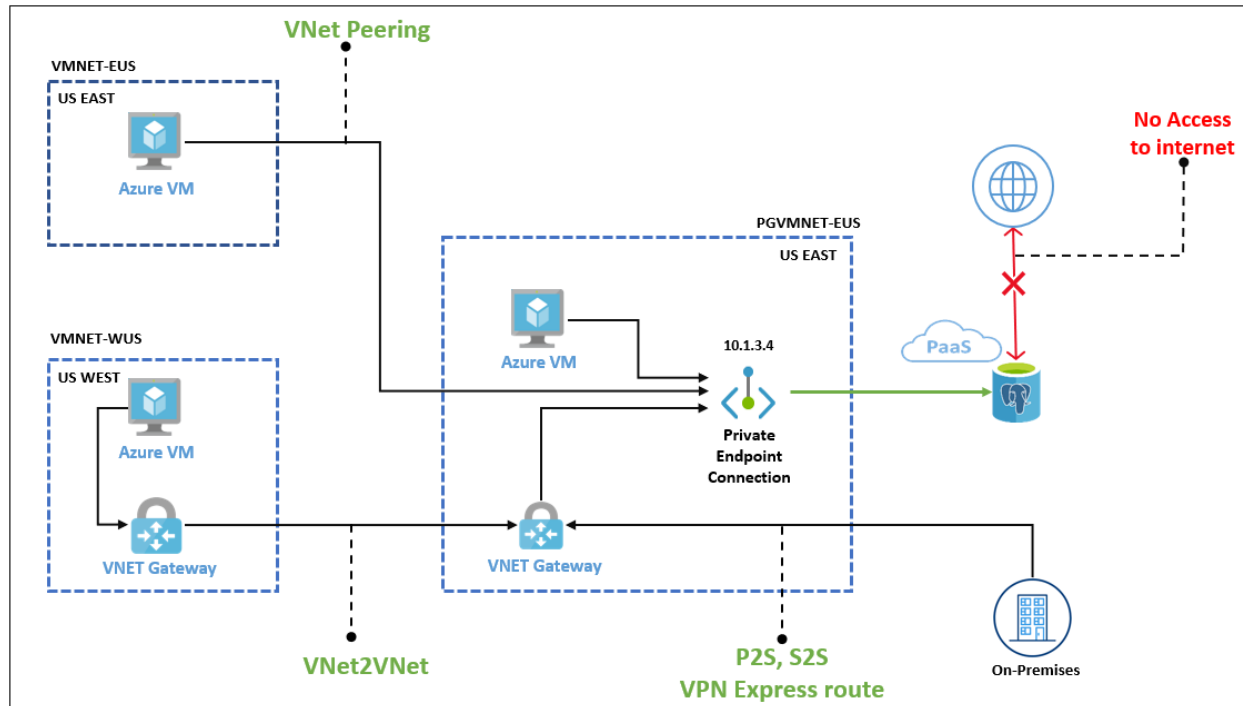 VNet Peering
VMNET-EUS
US EAST
Azure VM
No Access
to internet
PGVMNET-EUS
US EAST
Azure VM
10.1.3.4
Private
Endpoint
Connection
PaaS
VMNET-WUS
US WEST
Azure VM
VNET Gateway
VNET Gateway
VNet2VNet
P2S, S2S
VPN Express route
On-Premises